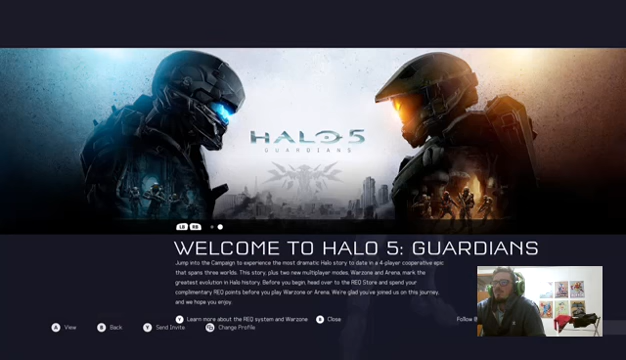 HALO 5
GUARDIANS
LB RB
WELCOME TO HALO 5: GUARDIANS
Jump into the Campaign to experience the most dramatic Halo story to date in a 4-player cooperative epic
that spans three worlds. This story, plus two new multiplayer modes, Warzone and Arena, mark the
greatest evolution in Halo history. Before you begin, head over to the REQ Store and spend your
complimentary REQ points before you play Warzone or Arena. We're glad you've joined us on this journey,
and we hope you enjoy.
Y Learn more about the REQ system and Warzone
Close
Follow
A View
B Back
Y Send Invite
Change Profile